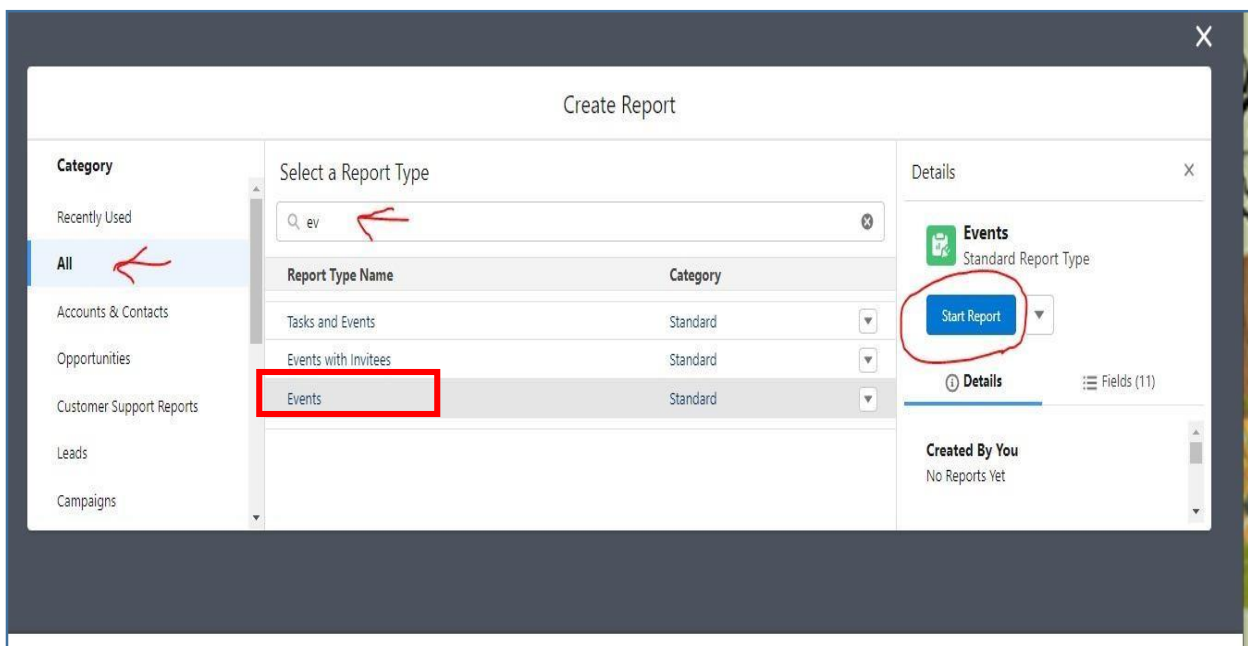 Create Report
Category
Recently Used
All
Accounts & Contacts
Opportunities
Customer Support Reports
Leads
Campaigns
Select a Report Type
ev
Report Type Name Category
Tasks and Events Standard
Events with Invitees Standard
Events Standard
Details
Events
Standard Report Type
Start Report
Details Fields (11)
Created By You
No Reports Yet